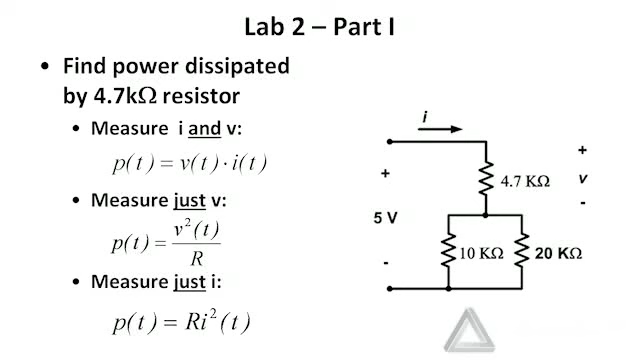 Lab 2 – Part I
• Find power dissipated
by 4.7kΩ resistor
• Measure i and v:
p(t) = v(t) · i(t)
• Measure just v:
p(t) = v²(t) / R
• Measure just i:
p(t) = Ri²(t)
i
+
4.7 KΩ
+
v
-
5 V
10 KΩ
20 KΩ
-